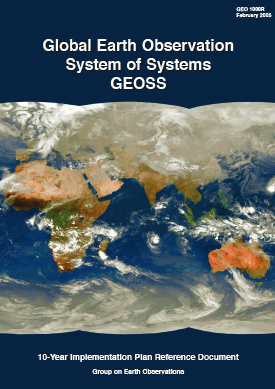 GEO 1000R
February 2005
Global Earth Observation
System of Systems
GEOSS
10-Year Implementation Plan Reference Document
Group on Earth Observations